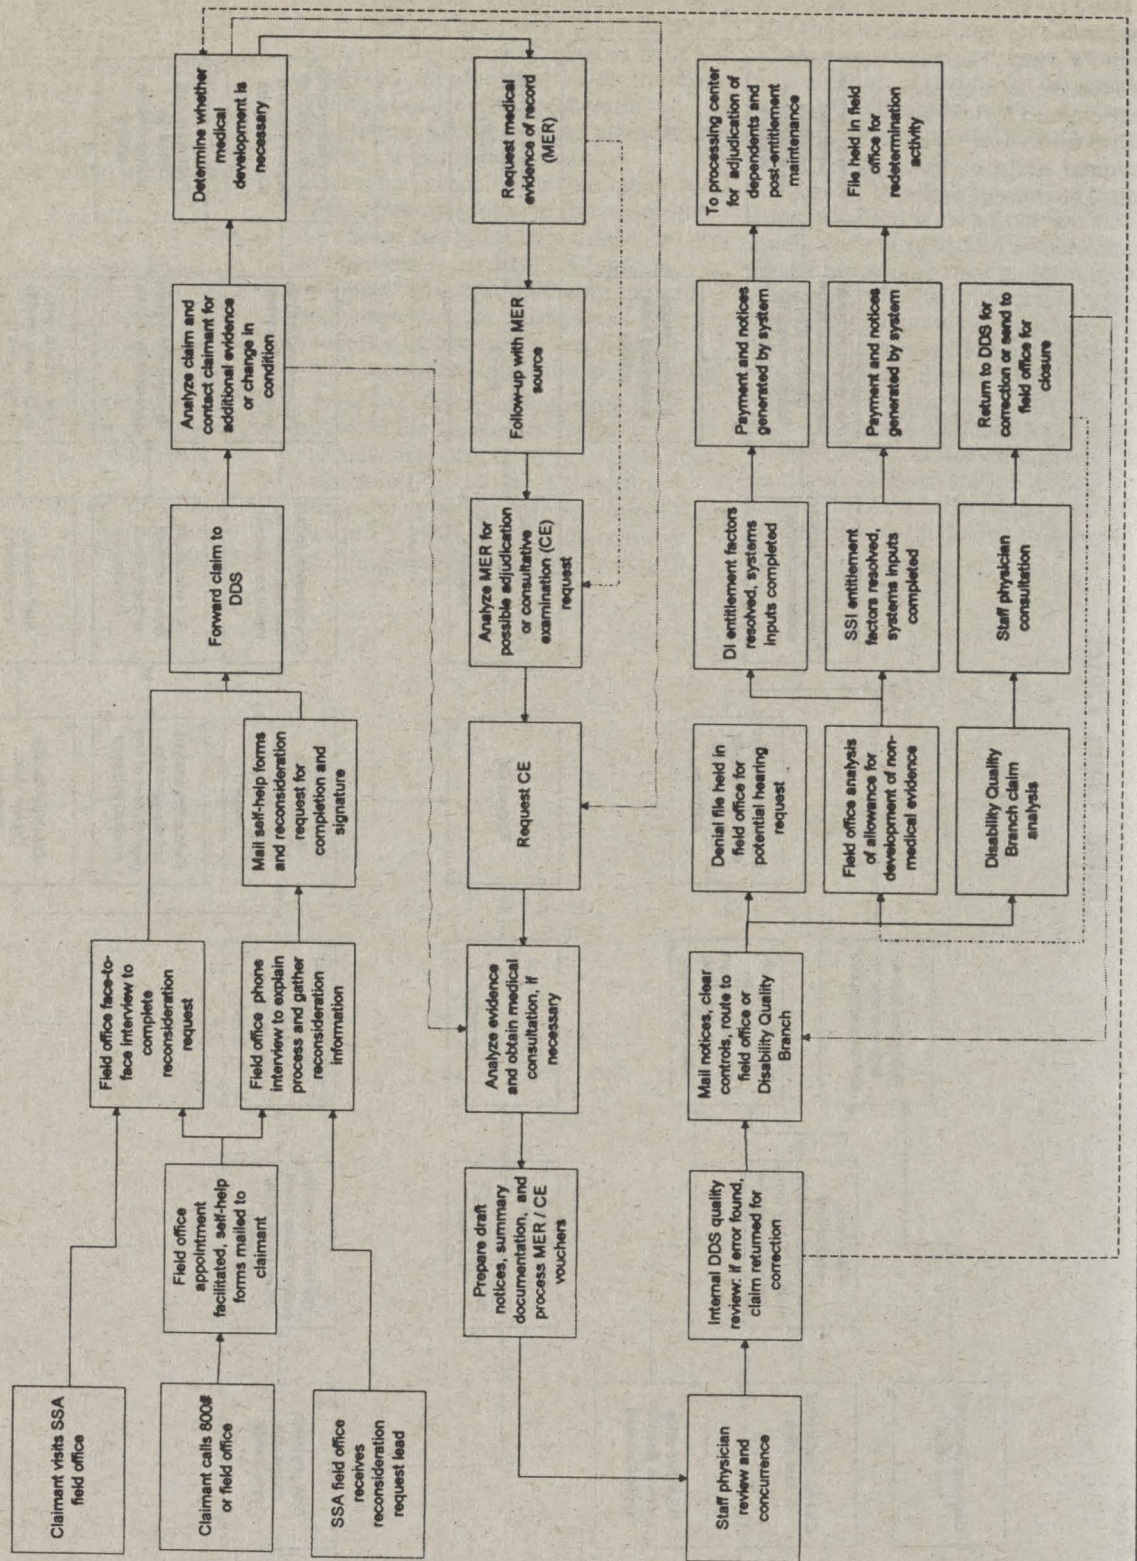 Claimant visits SSA
field office
Claimant calls 800#
or field office
SSA field office
receives
reconsideration
request lead
Field office
appointment
facilitated, self-help
forms mailed to
claimant
Field office face-to-
face interview to
complete
reconsideration
request
Field office phone
interview to explain
process and gather
reconsideration
information
Mail self-help forms
and reconsideration
request for
completion and
signature
Forward claim to
DDS
Analyze claim and
contact claimant for
additional evidence
or change in
condition
Determine whether
medical
development is
necessary
Request medical
evidence of record
(MER)
Follow-up with MER
source
Analyze MER for
possible adjudication
or consultative
examination (CE)
request
Request CE
Analyze evidence
and obtain medical
consultation, if
necessary
Prepare draft
notices, summary
documentation, and
process MER / CE
vouchers
Staff physician
review and
concurrence
Internal DDS quality
review: if error found,
claim returned for
correction
Mail notices, clear
controls, route to
field office or
Disability Quality
Branch
Denial file held in
field office for
potential hearing
request
Field office analysis
of allowance for
development of non-
medical evidence
Disability Quality
Branch claim
analysis
DI entitlement factors
resolved, systems
inputs completed
SSI entitlement
factors resolved,
systems inputs
completed
Staff physician
consultation
Payment and notices
generated by system
Payment and notices
generated by system
Return to DDS for
correction or send to
field office for
closure
To processing center
for adjudication of
dependents and
post-entitlement
maintenance
File held in field
office for
redetermination
activity